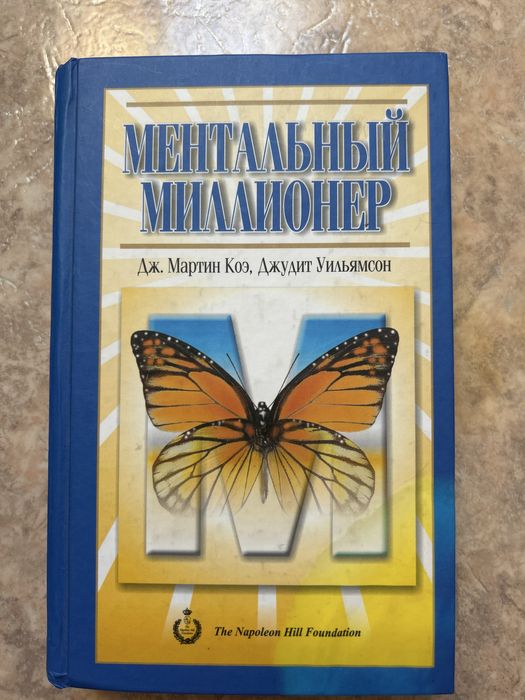 МЕНТАЛЬНЫЙ
МИЛЛИОНЕР
Дж. Мартин Коэ, Джудит Уильямсон
М
The Napoleon Hill Foundation